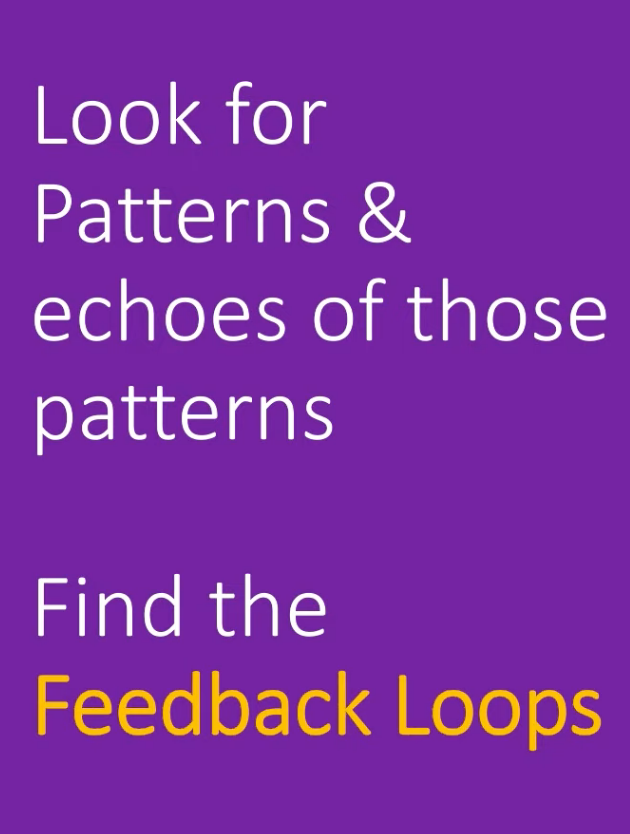 Look for
Patterns &
echoes of those
patterns
Find the
Feedback Loops